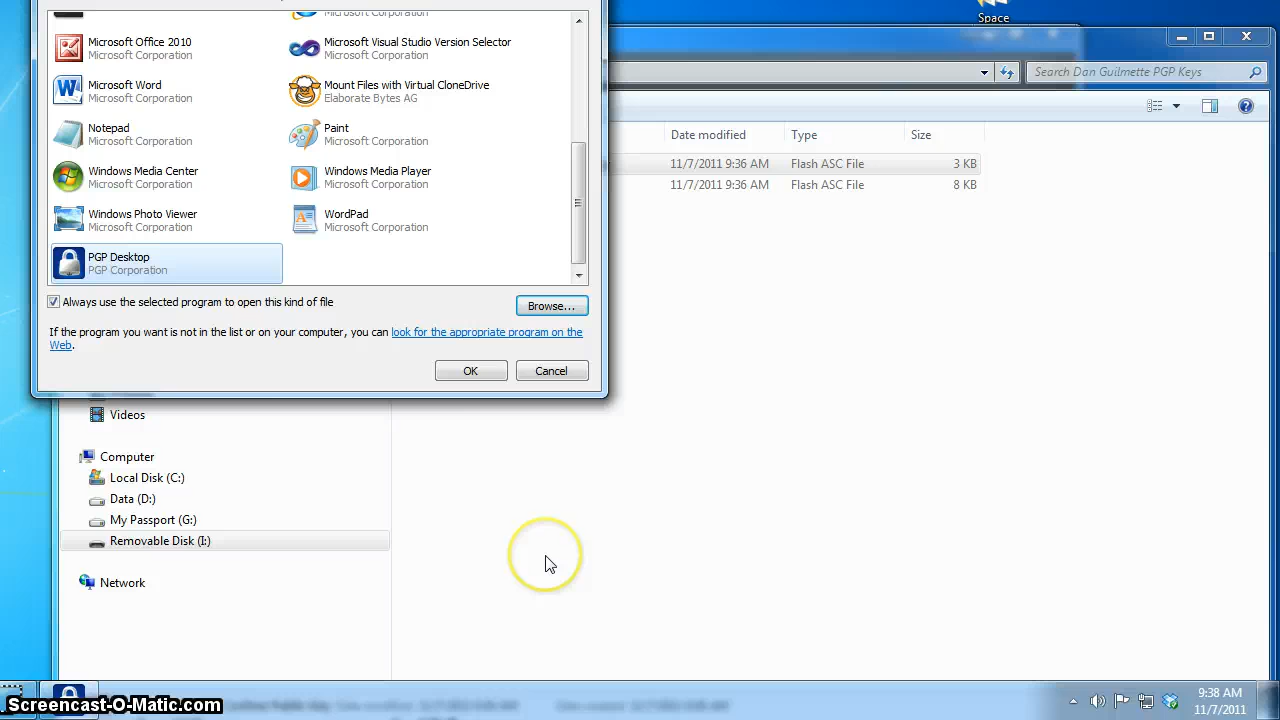 Space
Microsoft Office 2010
Microsoft Corporation
Microsoft Visual Studio Version Selector
Microsoft Corporation
Microsoft Word
Microsoft Corporation
Mount Files with Virtual CloneDrive
Elaborate Bytes AG
Notepad
Microsoft Corporation
Paint
Microsoft Corporation
Windows Media Center
Microsoft Corporation
Windows Media Player
Microsoft Corporation
Windows Photo Viewer
Microsoft Corporation
WordPad
Microsoft Corporation
PGP Desktop
PGP Corporation
Always use the selected program to open this kind of file
Browse...
If the program you want is not in the list or on your computer, you can look for the appropriate program on the
Web.
OK
Cancel
Search Dan Guilmette PGP Keys
Date modified
Type
Size
11/7/2011 9:36 AM
Flash ASC File
3 KB
11/7/2011 9:36 AM
Flash ASC File
8 KB
Videos
Computer
Local Disk (C:)
Data (D:)
My Passport (G:)
Removable Disk (I:)
Network
Screencast-O-Matic.com
9:38 AM
11/7/2011